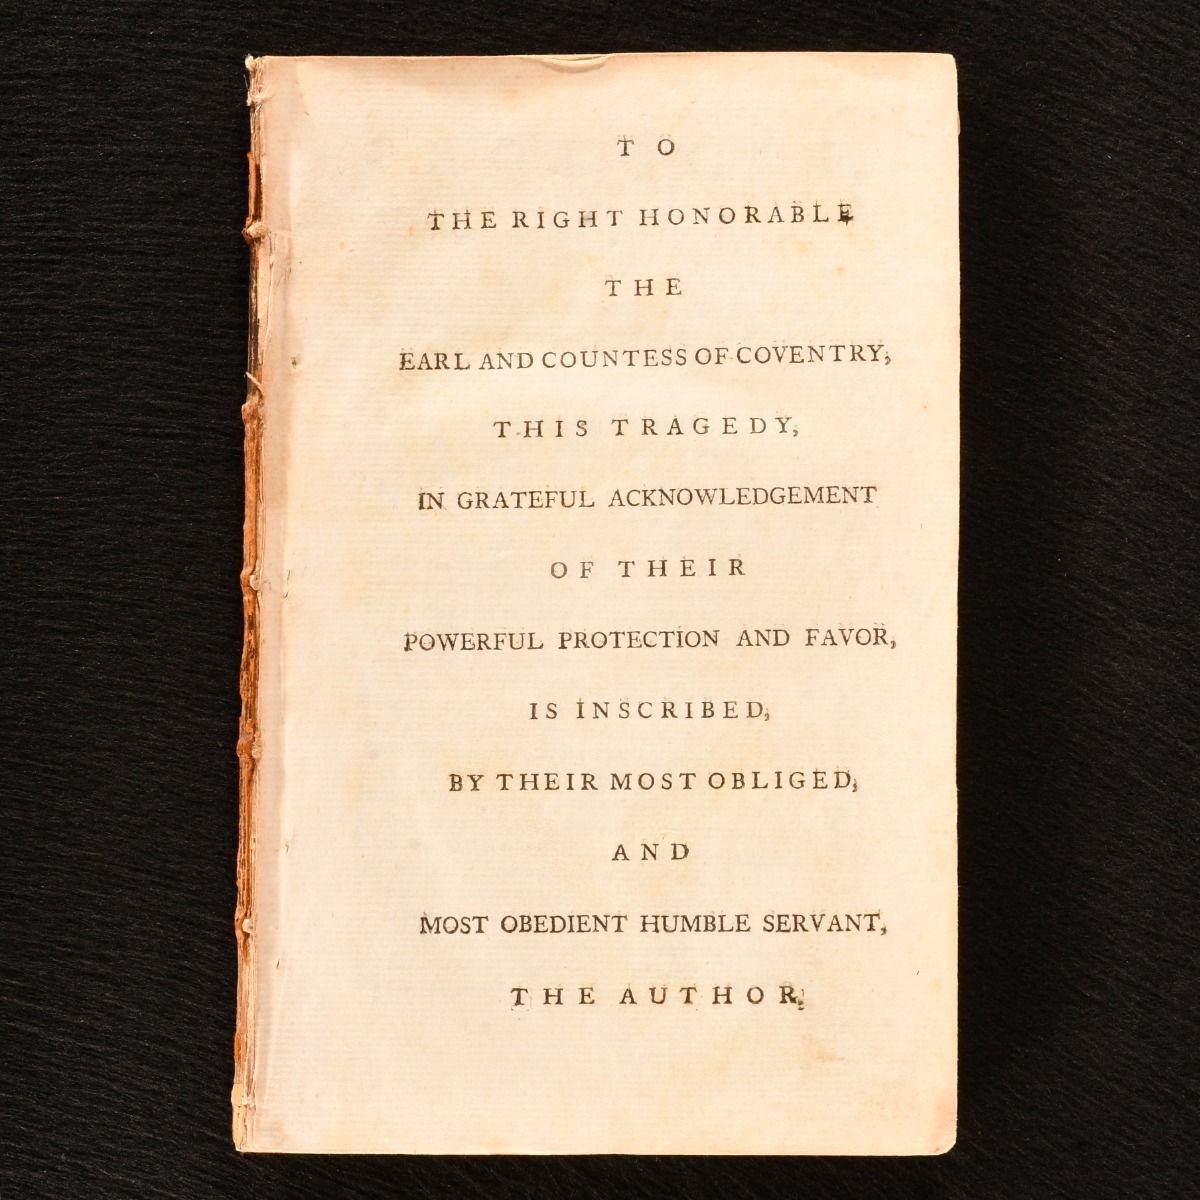 TO
THE RIGHT HONORABLE
THE
EARL AND COUNTESS OF COVENTRY,
THIS TRAGEDY,
IN GRATEFUL ACKNOWLEDGEMENT
OF THEIR
POWERFUL PROTECTION AND FAVOR,
IS INSCRIBED,
BY THEIR MOST OBLIGED,
AND
MOST OBEDIENT HUMBLE SERVANT,
THE AUTHOR.